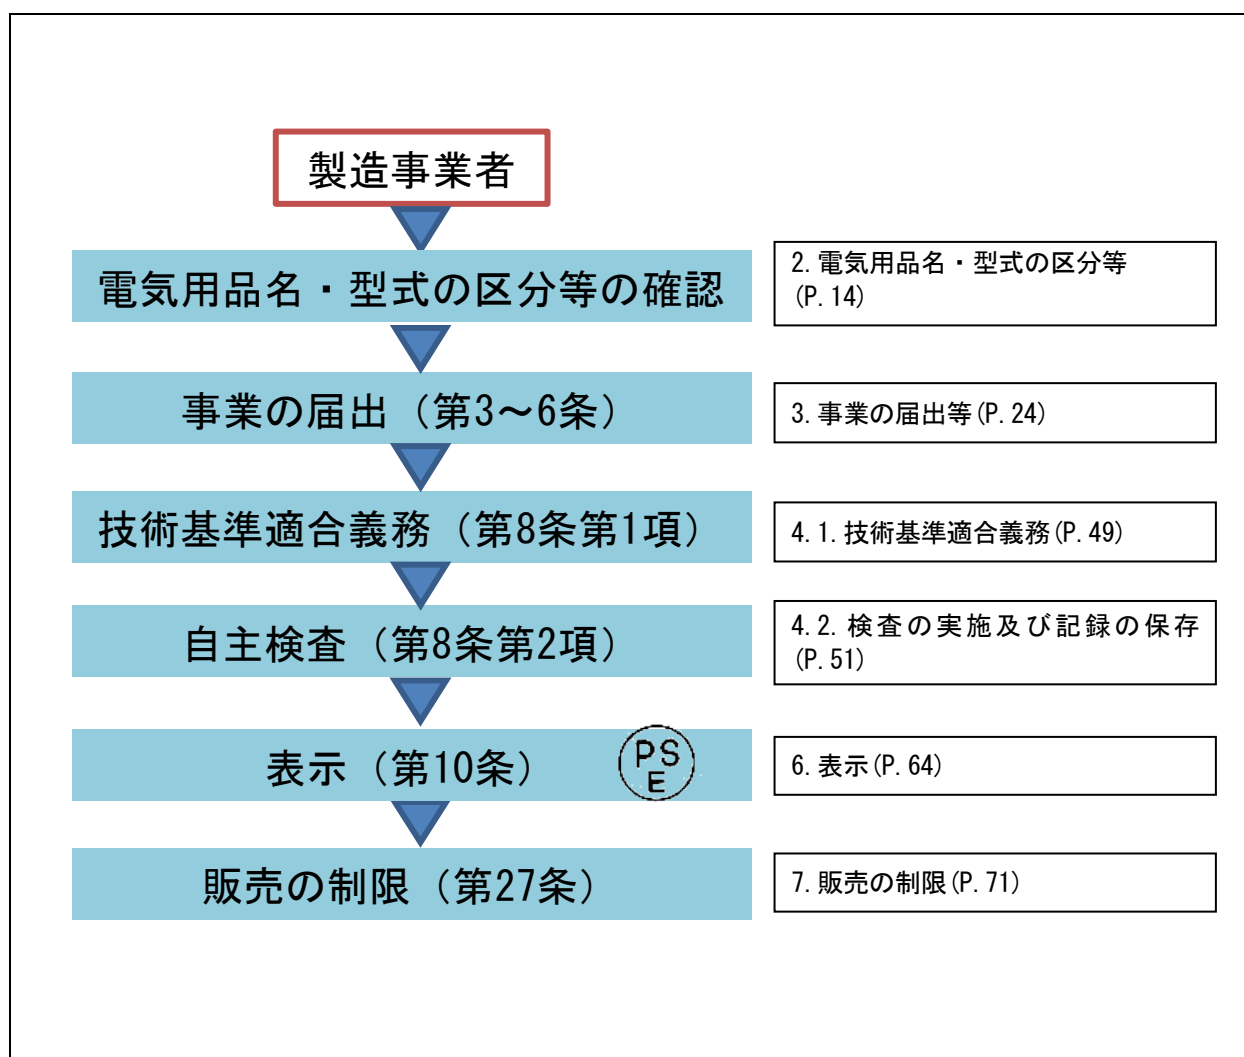 製造事業者
電気用品名・型式の区分等の確認
2.電気用品名・型式の区分等
(P.14)
事業の届出（第3～6条）
3.事業の届出等(P.24)
技術基準適合義務（第8条第1項）
4.1.技術基準適合義務(P.49)
自主検査（第8条第2項）
4.2.検査の実施及び記録の保存
(P.51)
表示（第10条）
PS
E
6.表示(P.64)
販売の制限（第27条）
7.販売の制限(P.71)